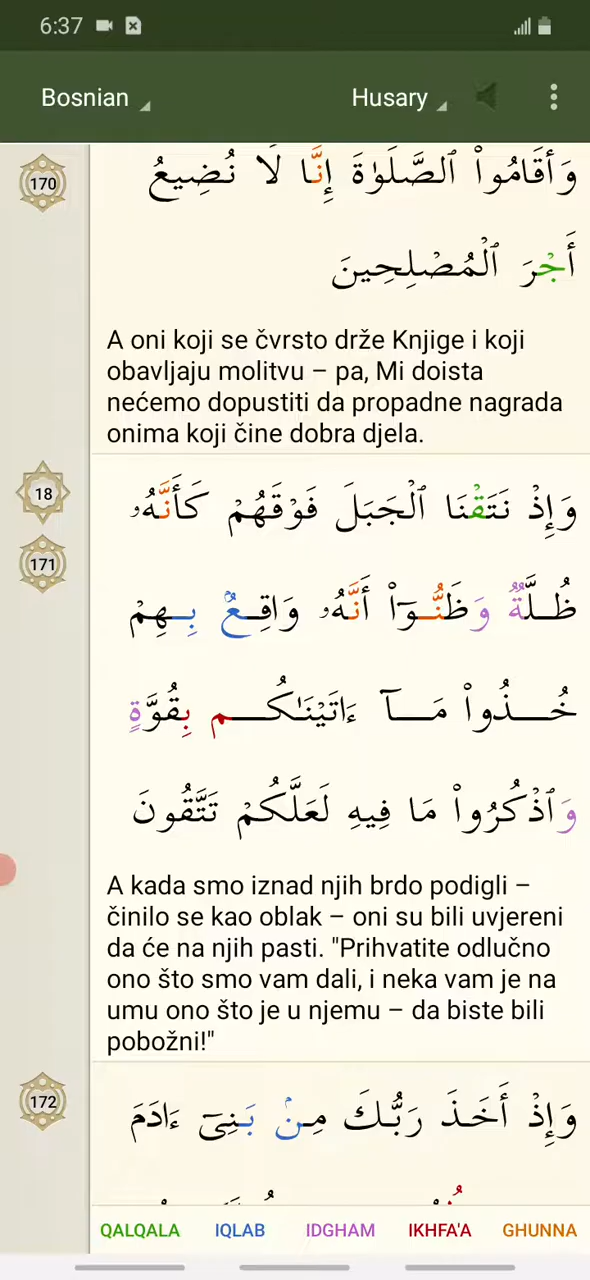 6:37
Bosnian
Husary
170
وَأَقَامُوا۟ ٱلصَّلَوٰةَ إِنَّا لَا نُضِيعُ
أَجْرَ ٱلْمُصْلِحِينَ
A oni koji se čvrsto drže Knjige i koji
obavljaju molitvu – pa, Mi doista
nećemo dopustiti da propadne nagrada
onima koji čine dobra djela.
18
171
وَإِذْ نَتَقْنَا ٱلْجَبَلَ فَوْقَهُمْ كَأَنَّهُۥ
ظُلَّةٌ وَظَنُّوٓا۟ أَنَّهُۥ وَاقِعٌۢ بِهِمْ
خُذُوا۟ مَآ ءَاتَيْنَـٰكُم بِقُوَّةٍ
وَٱذْكُرُوا۟ مَا فِيهِ لَعَلَّكُمْ تَتَّقُونَ
A kada smo iznad njih brdo podigli –
činilo se kao oblak – oni su bili uvjereni
da će na njih pasti. "Prihvatite odlučno
ono što smo vam dali, i neka vam je na
umu ono što je u njemu – da biste bili
pobožni!"
172
وَإِذْ أَخَذَ رَبُّكَ مِنۢ بَنِىٓ ءَادَمَ
QALQALA IQLAB IDGHAM IKHFA'A GHUNNA